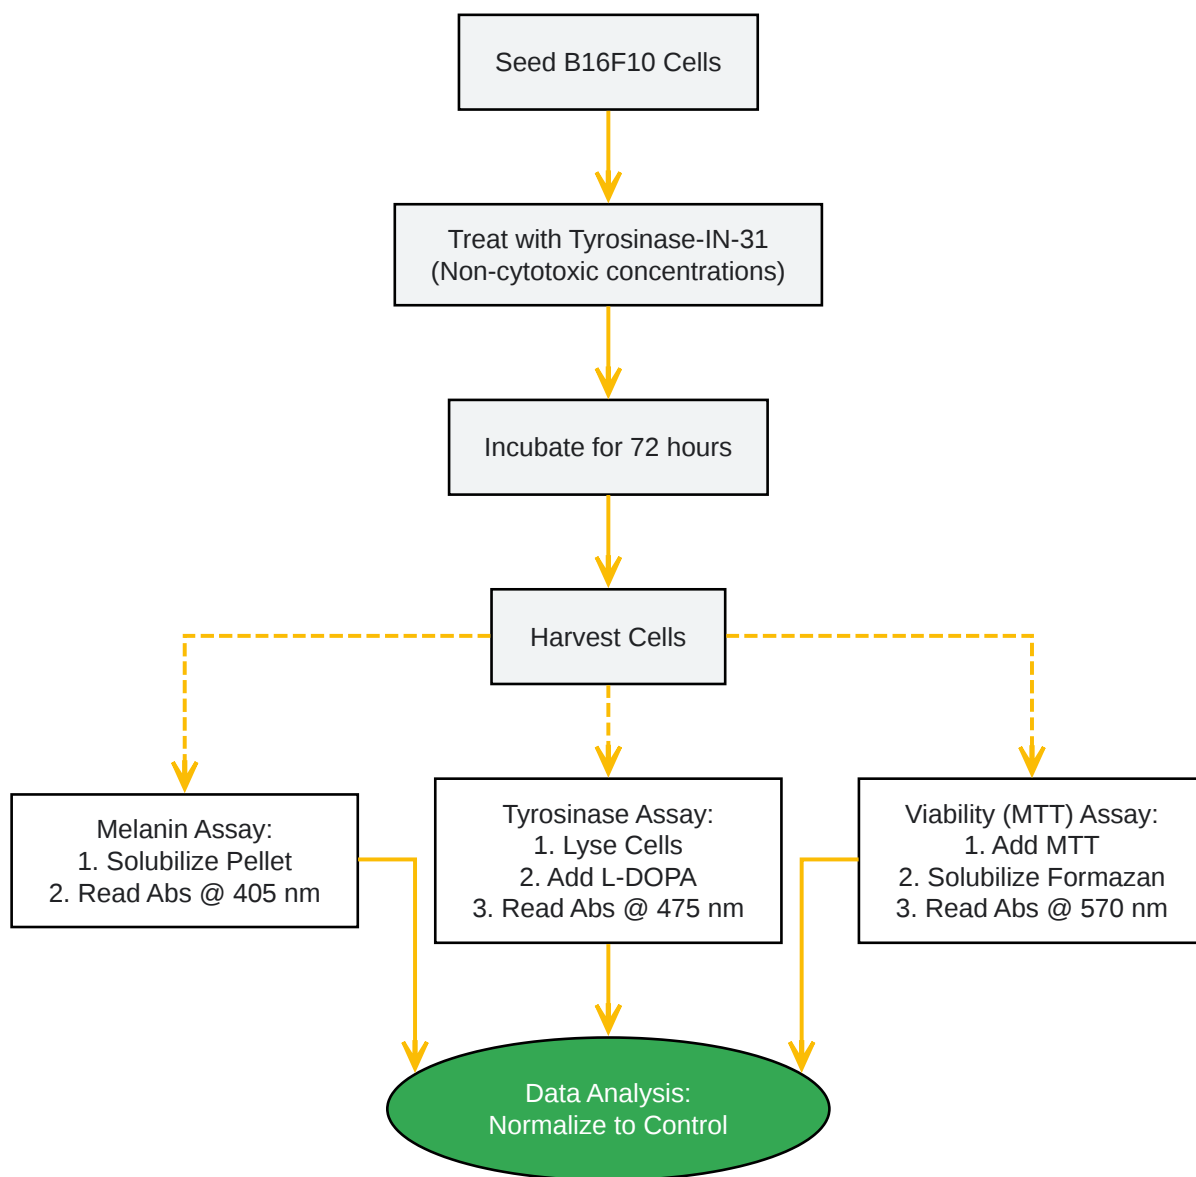 Seed B16F10 Cells
Treat with Tyrosinase-IN-31
(Non-cytotoxic concentrations)
Incubate for 72 hours
Harvest Cells
Melanin Assay:
1. Solubilize Pellet
2. Read Abs @ 405 nm
Tyrosinase Assay:
1. Lyse Cells
2. Add L-DOPA
3. Read Abs @ 475 nm
Viability (MTT) Assay:
1. Add MTT
2. Solubilize Formazan
3. Read Abs @ 570 nm
Data Analysis:
Normalize to Control